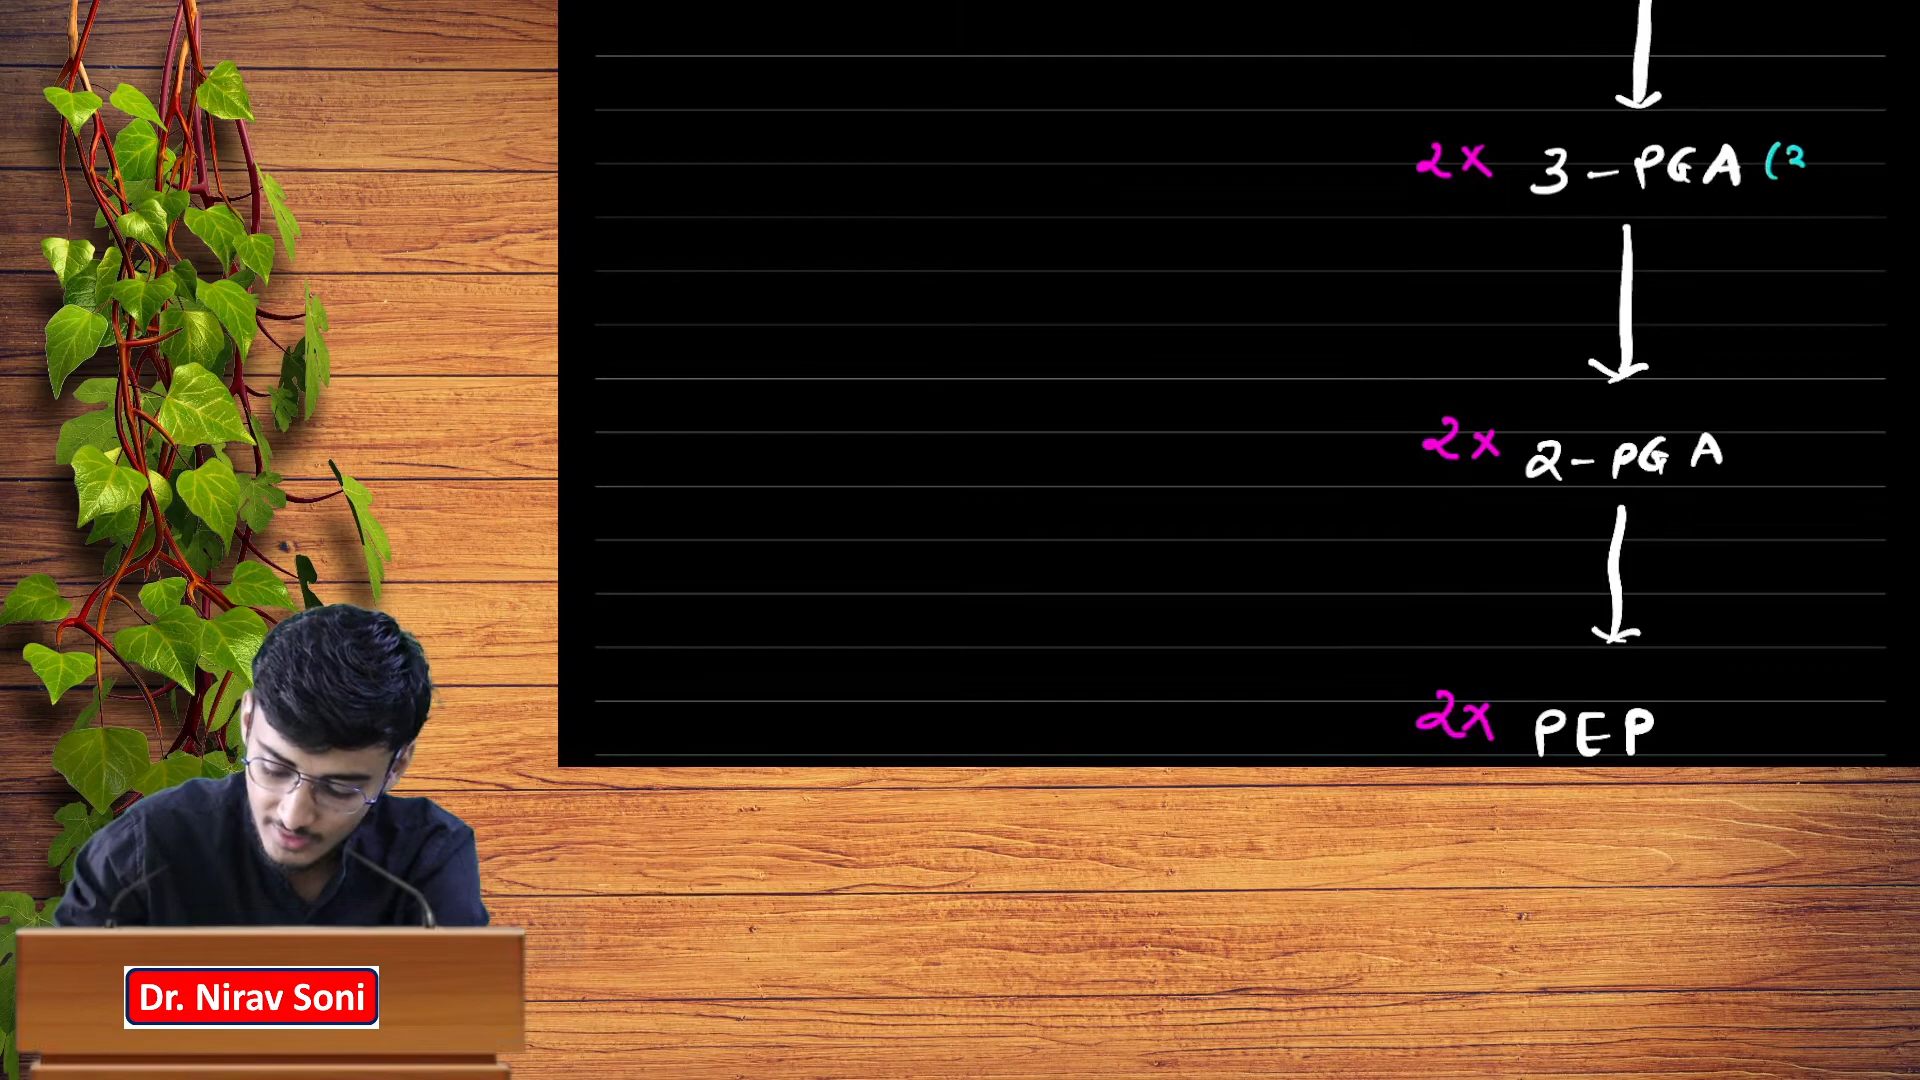 2x 3-PGA (3
2x 2-PGA
2x PEP
Dr. Nirav Soni